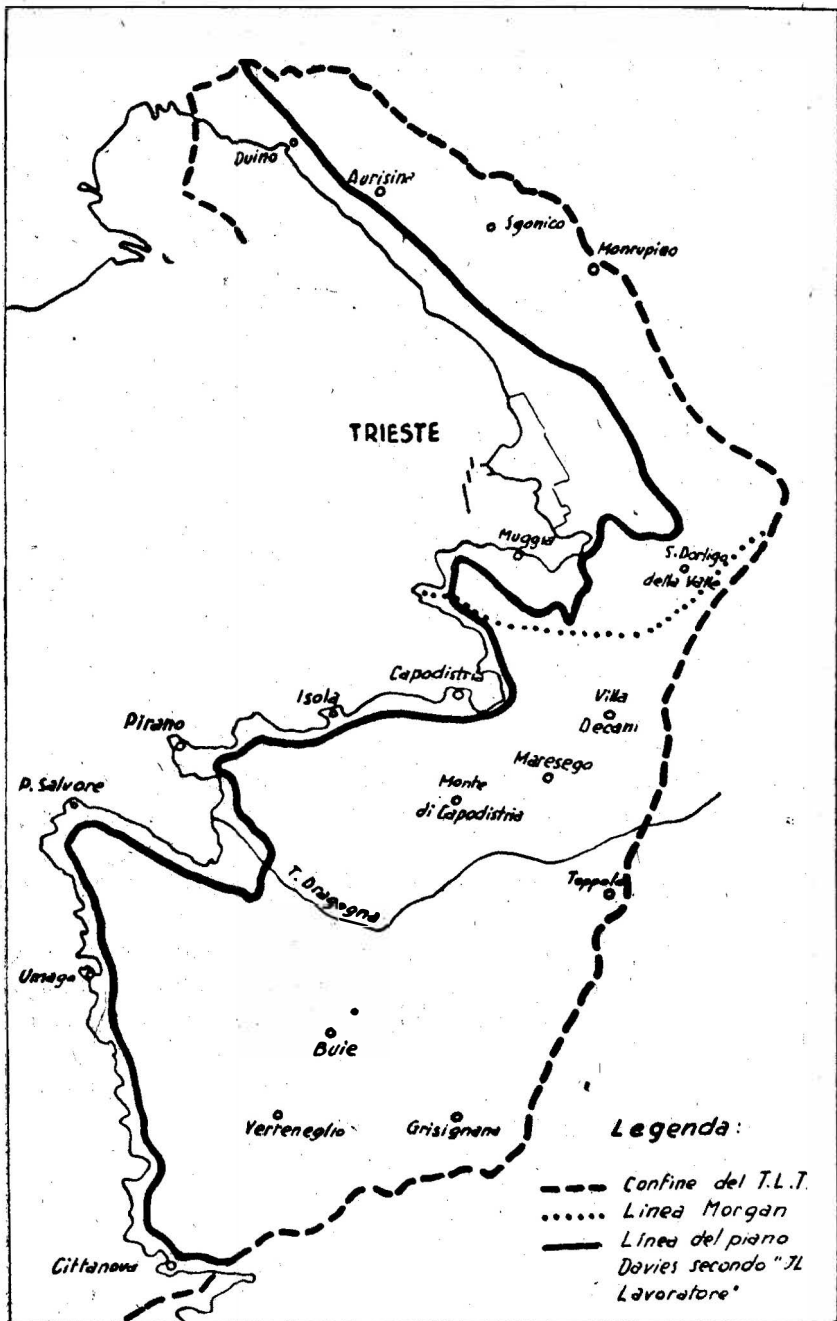 Duino
Aurisina
Sgonico
Monrupino
TRIESTE
Muggia
S. Dorligo
della Valle
Capodistria
Isola
Villa
Decani
Pirano
Maresego
P. Salvore
Monte
di Capodistria
T. Dragogna
Toppolo
Umago
Buie
Verteneglio
Grisignana
Legenda:
Confine del T.L.T.
Linea Morgan
Linea del piano
Davies secondo "IL
Lavoratore"
Cittanova